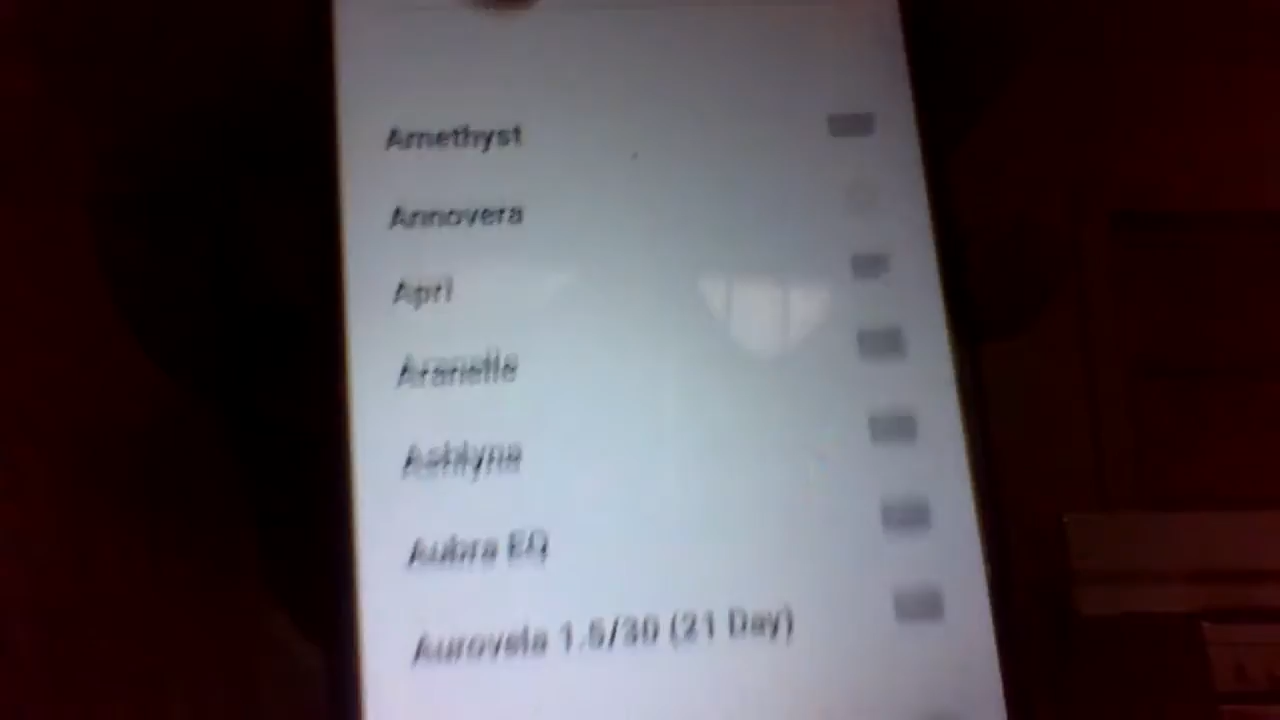 Amethyst
Annovera
Apri
Aranelle
Ashlyna
Aubra EQ
Aurovela 1.5/30 (21 Day)